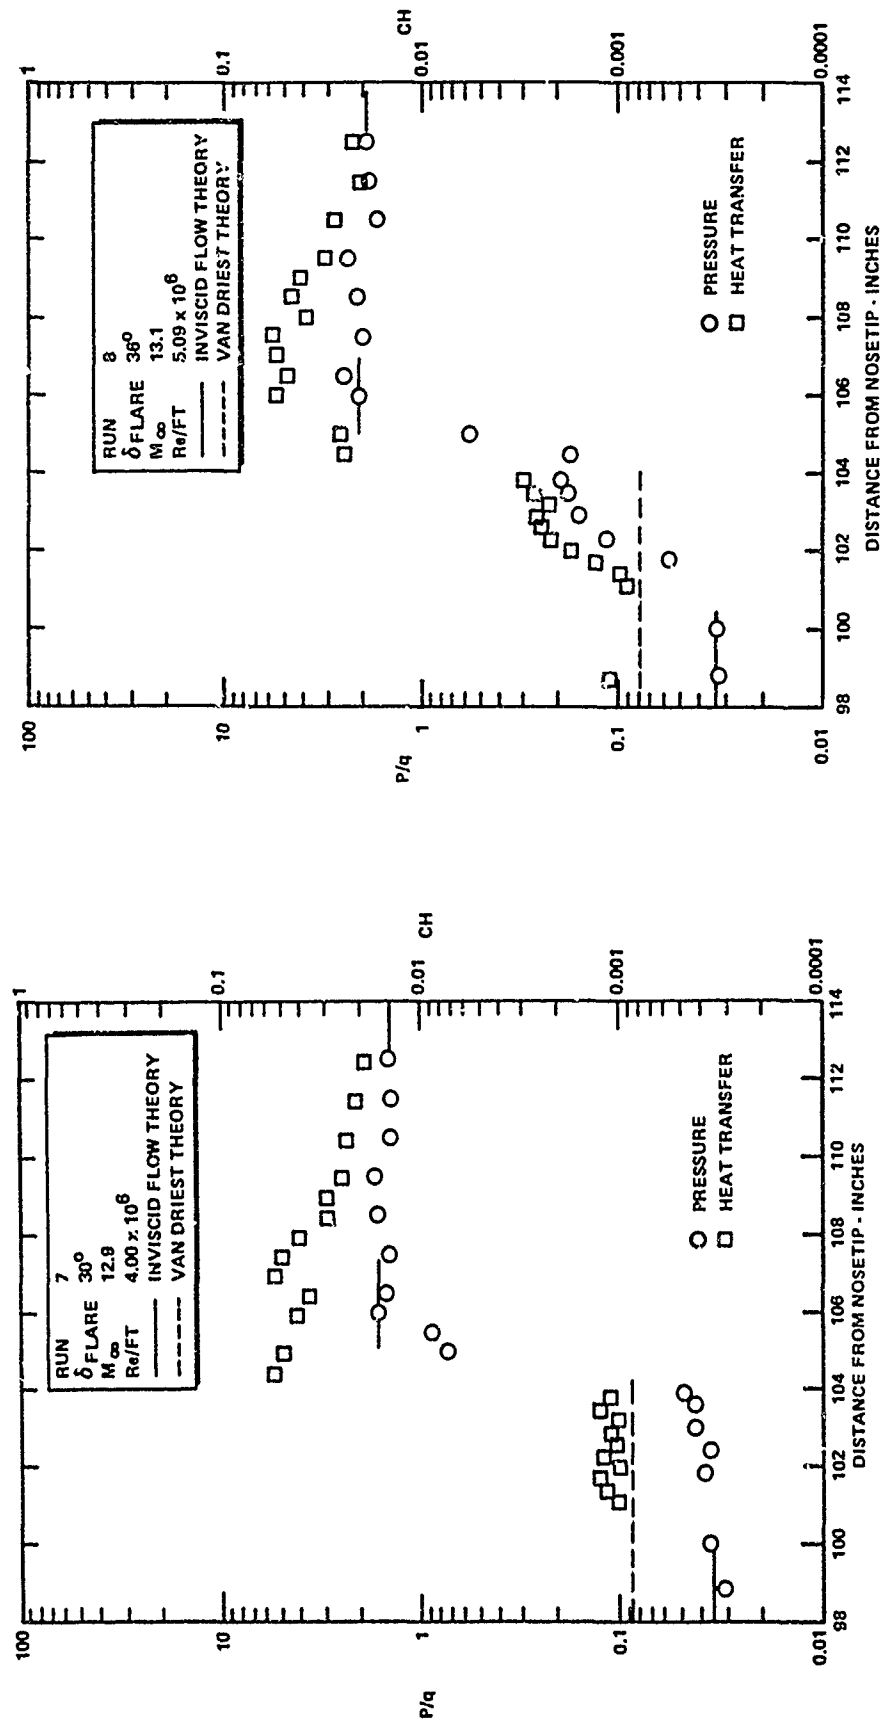 100
10
P/q 1
0.1
0.01
1
0.1
0.01
CH
0.001
0.0001
98 100 102 104 106 108 110 112 114
DISTANCE FROM NOSETIP - INCHES
RUN 7
δ FLARE 30°
M∞ 12.9
Re/FT 4.00 x 10⁶
INVISCID FLOW THEORY
VAN DRIEST THEORY
PRESSURE
HEAT TRANSFER
100
10
P/q 1
0.1
0.01
1
0.1
CH
0.01
0.001
0.0001
98 100 102 104 106 108 110 112 114
DISTANCE FROM NOSETIP - INCHES
RUN 8
δ FLARE 36°
M∞ 13.1
Re/FT 5.09 x 10⁶
INVISCID FLOW THEORY
VAN DRIEST THEORY
PRESSURE
HEAT TRANSFER